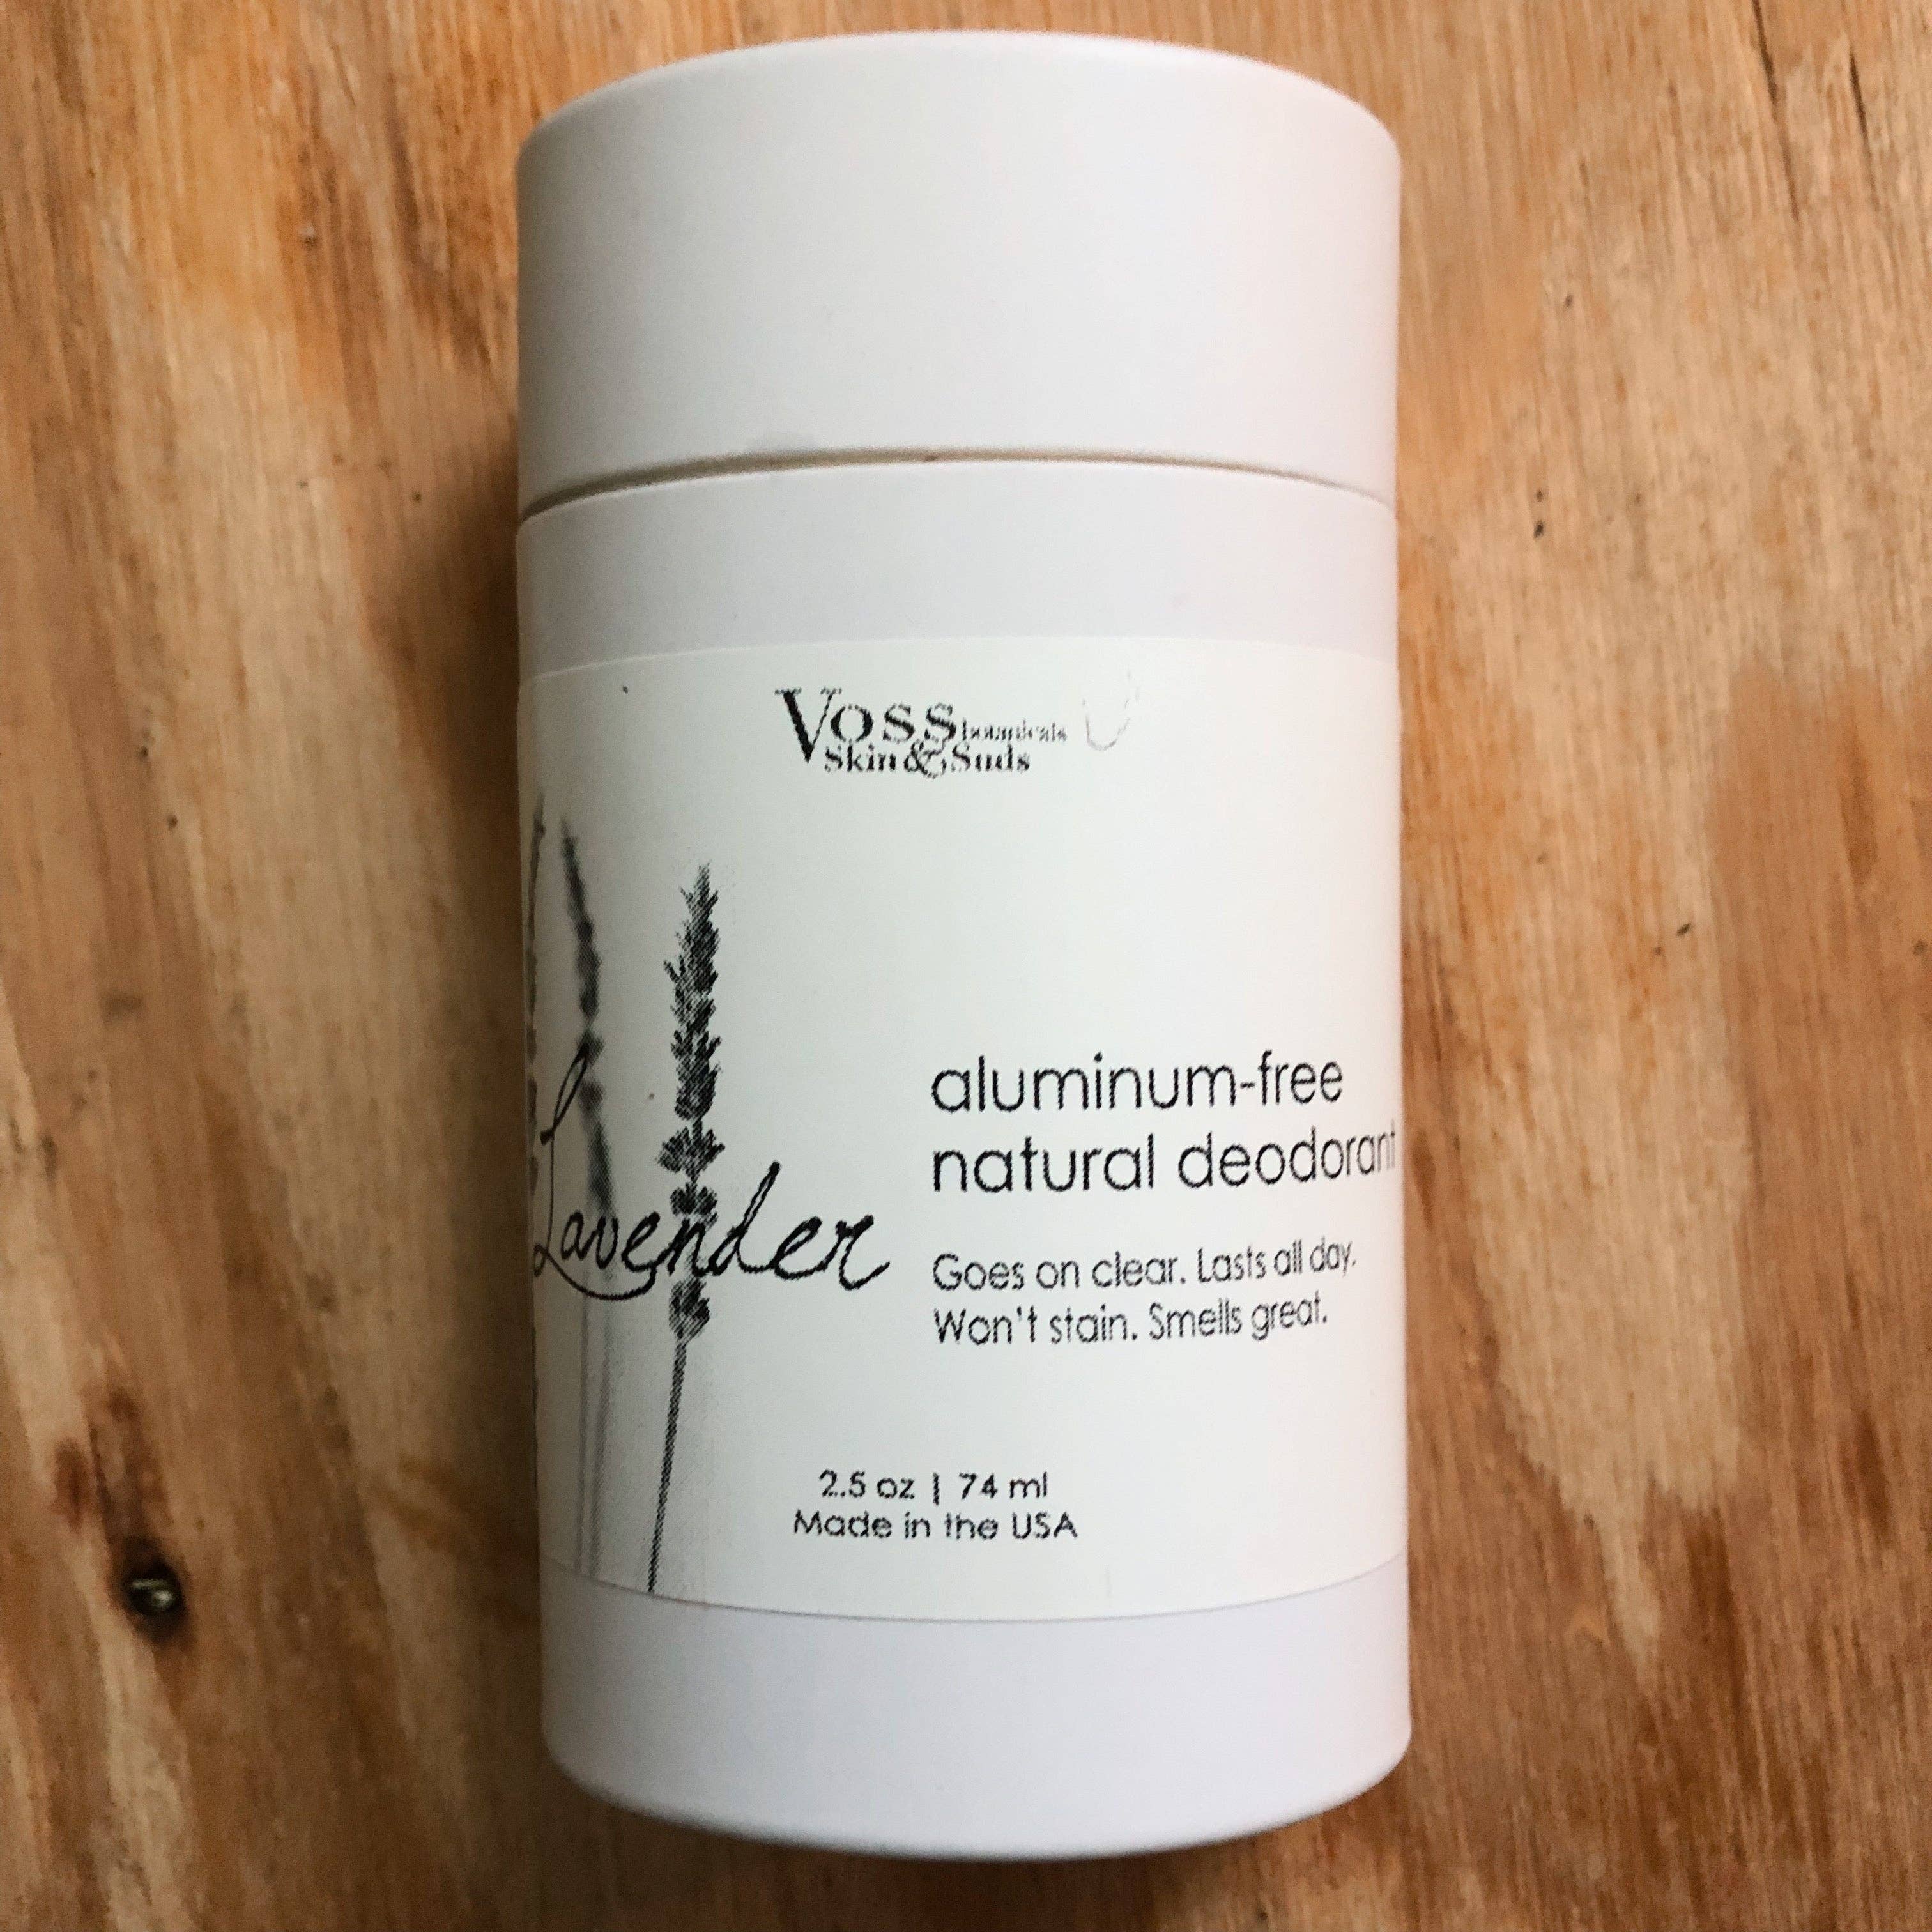 Voss botanicals
Skin & Suds
Lavender
aluminum-free
natural deodorant
Goes on clear. Lasts all day.
Won't stain. Smells great.
2.5 oz | 74 ml
Made in the USA